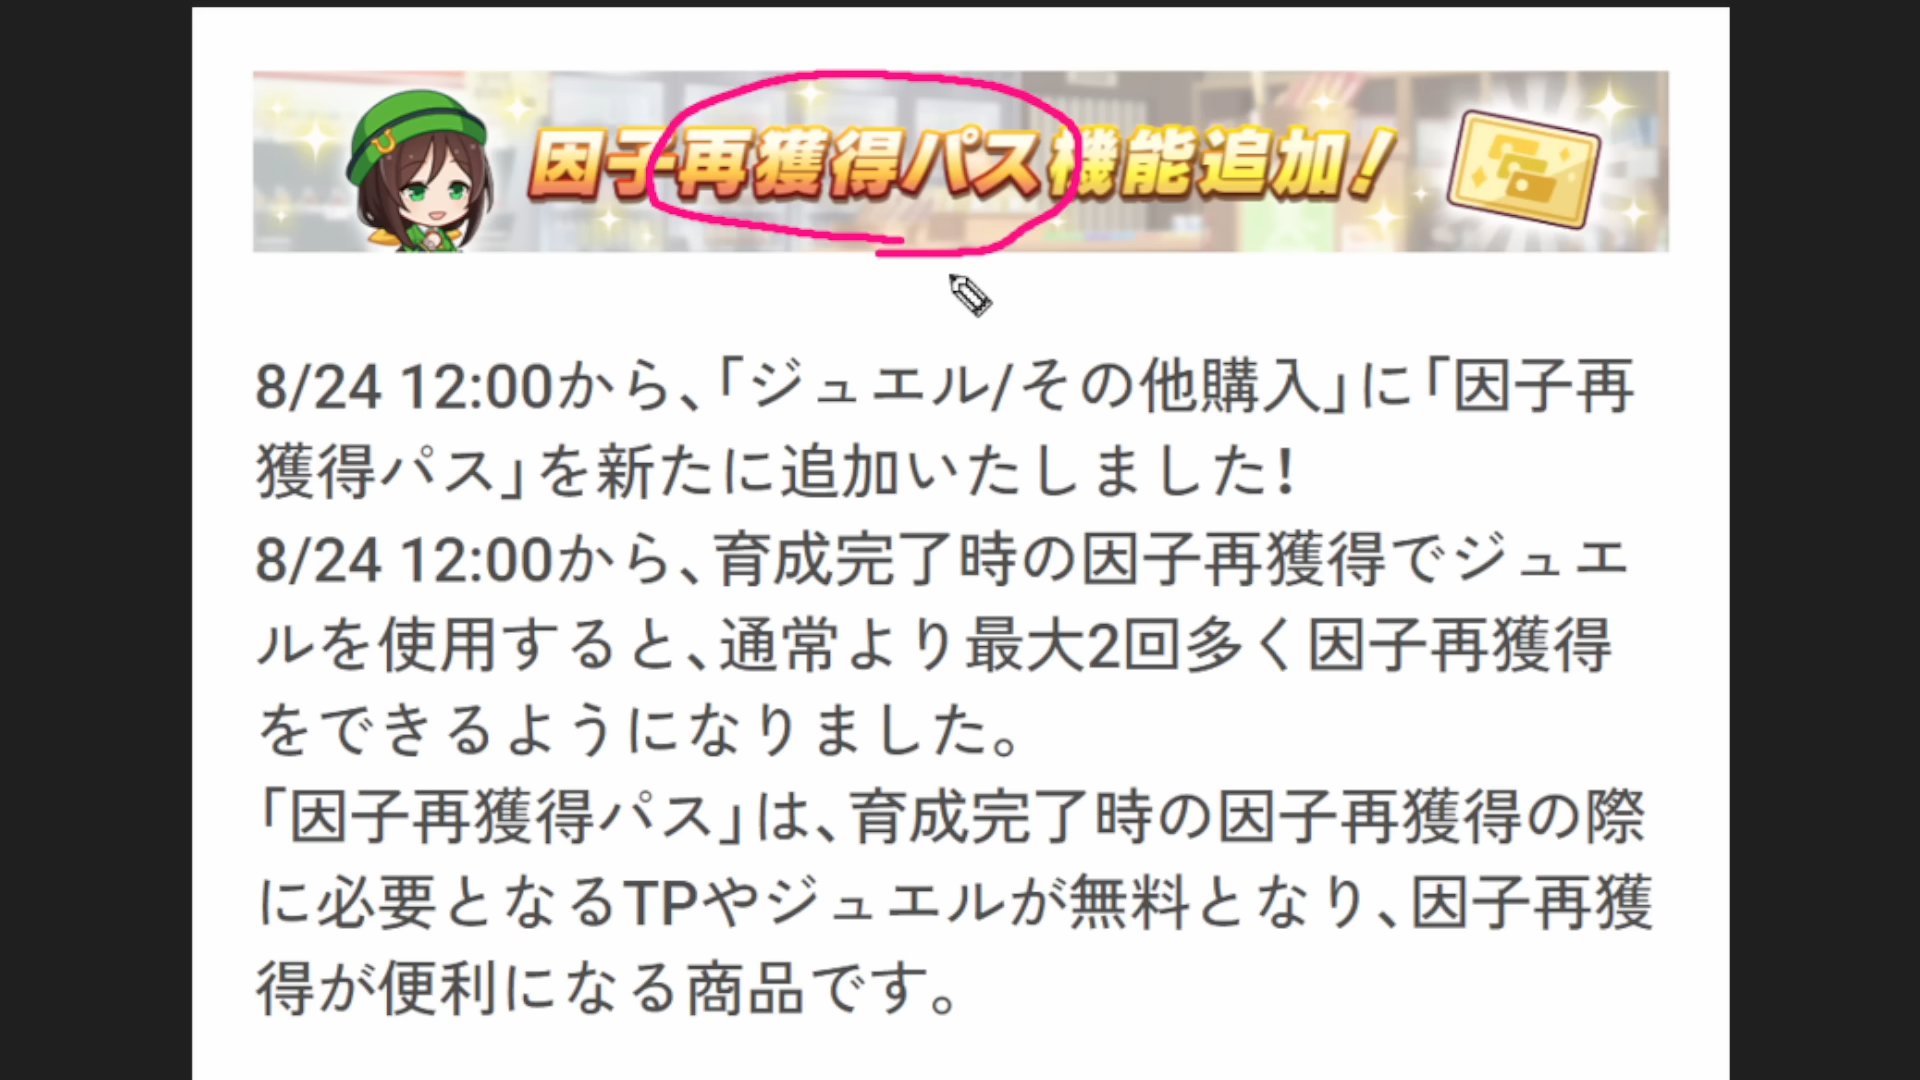 因子再獲得パス機能追加!
8/24 12:00から、「ジュエル/その他購入」に「因子再
獲得パス」を新たに追加いたしました!
8/24 12:00から、育成完了時の因子再獲得でジュエ
ルを使用すると、通常より最大2回多く因子再獲得
をできるようになりました。
「因子再獲得パス」は、育成完了時の因子再獲得の際
に必要となるTPやジュエルが無料となり、因子再獲
得が便利になる商品です。